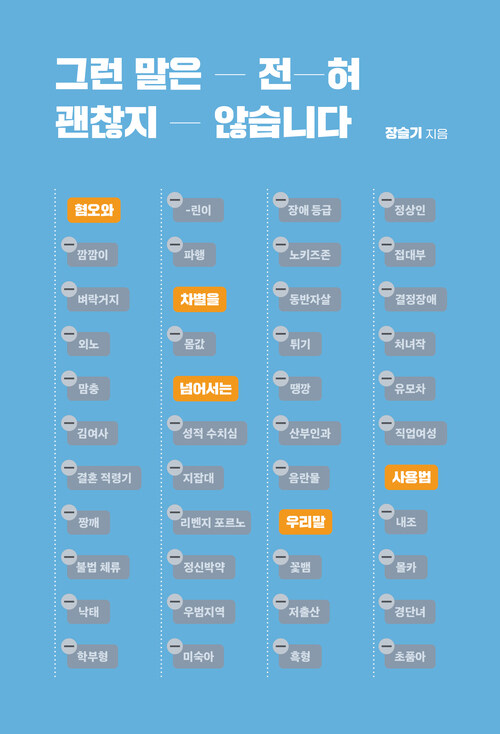 그런 말은 — 전—혀
괜찮지 — 않습니다
장슬기 지음
혐오와
깜깜이
벼락거지
외노
맘충
김여사
결혼 적령기
짱깨
불법 체류
낙태
학부형
-린이
파행
차별을
몸값
넘어서는
성적 수치심
지잡대
리벤지 포르노
정신박약
우범지역
미숙아
장애 등급
노키즈존
동반자살
튀기
땡깡
산부인과
음란물
우리말
꽃뱀
저출산
흑형
정상인
접대부
결정장애
처녀작
유모차
직업여성
사용법
내조
몰카
경단녀
초품아